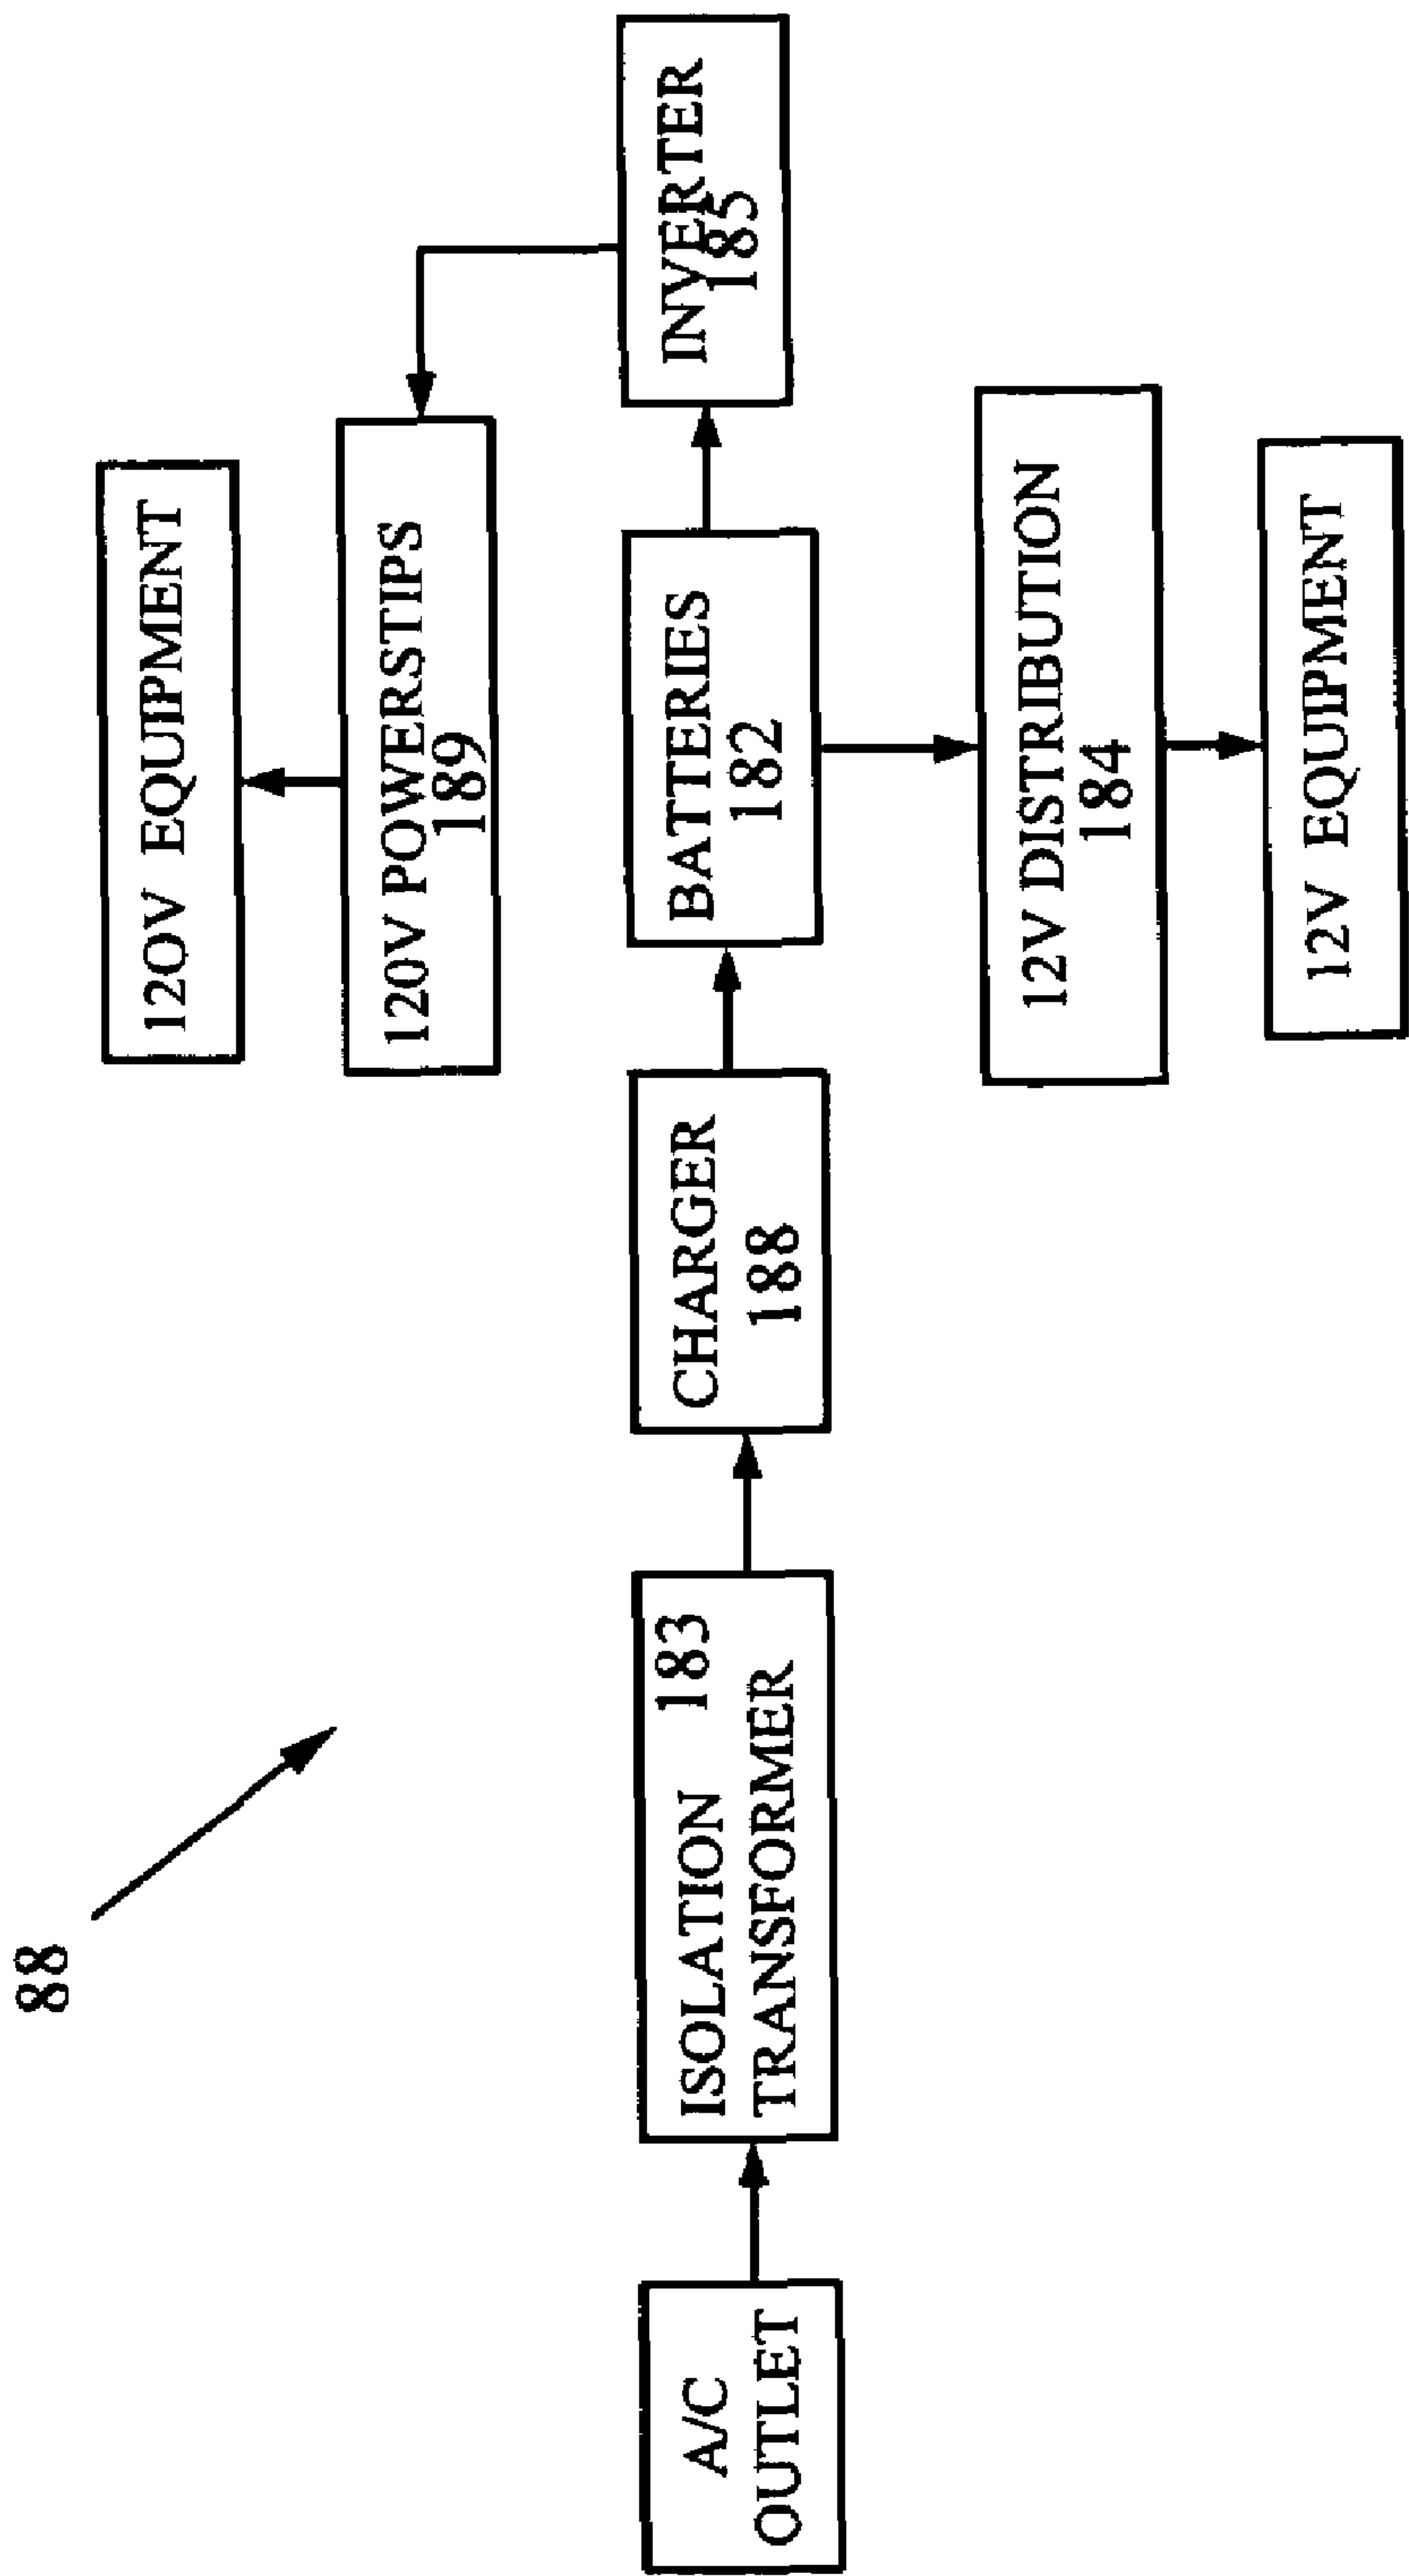 88
120V EQUIPMENT
120V POWERSTIPS
189
A/C
OUTLET
ISOLATION 183
TRANSFORMER
CHARGER
188
BATTERIES
182
INVERTER
185
12V DISTRIBUTION
184
12V EQUIPMENT